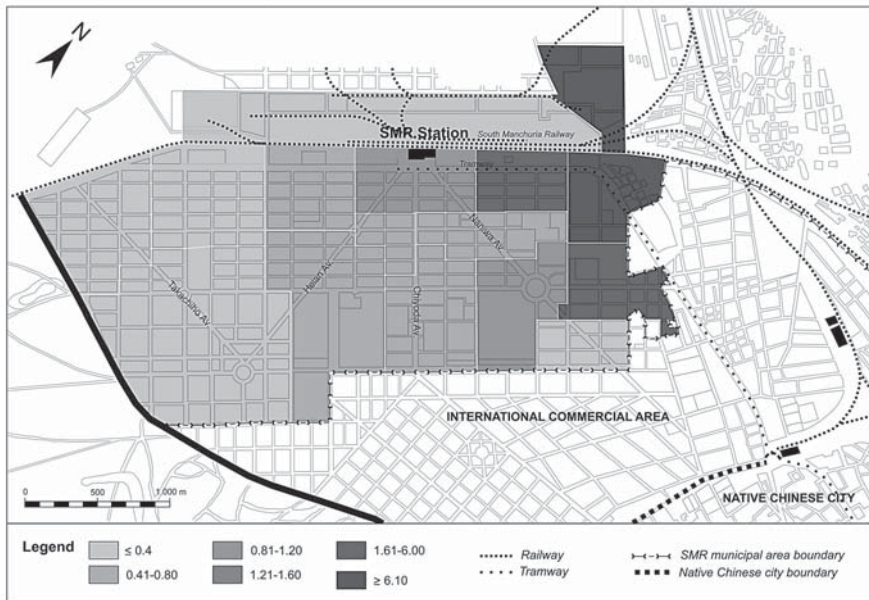 N
SMR Station
South Manchuria Railway
Tramway
Naniwa Av.
Heian Av.
Takachiho Av.
Chiyoda Av.
INTERNATIONAL COMMERCIAL AREA
NATIVE CHINESE CITY
0 500 1,000 m
Legend
≤ 0.4
0.41-0.80
0.81-1.20
1.21-1.60
1.61-6.00
≥ 6.10
Railway
Tramway
SMR municipal area boundary
Native Chinese city boundary